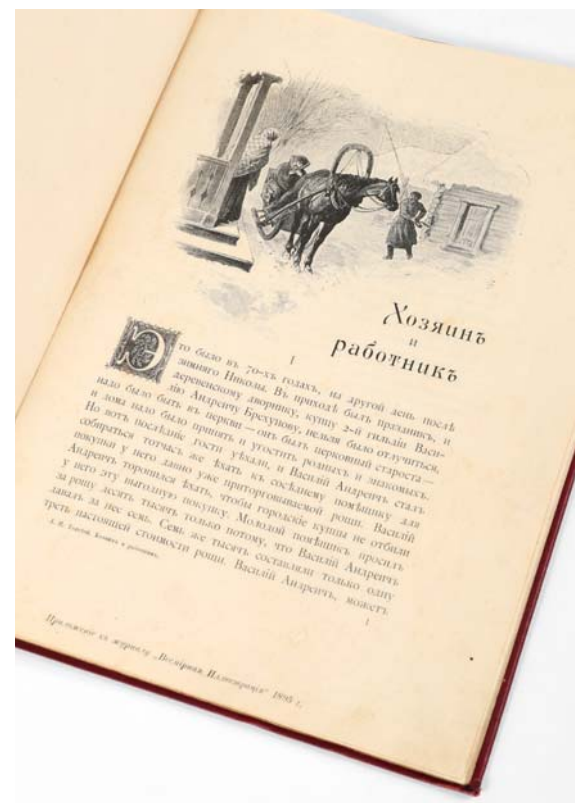 Хозяинъ
и
работникъ
I
Это было въ 70-хъ годахъ, на другой день послѣ
зимняго Николы. Въ приходѣ былъ праздникъ, и
деревенскому дворнику, купцу 2-й гильдіи Васи-
лію Андреичу Брехунову, нельзя было отлучиться,
надо было быть въ церкви — онъ былъ церковный староста —
и дома надо было принять и угостить родныхъ и знакомыхъ.
Но вотъ послѣдніе гости уѣхали, и Василій Андреичъ сталъ
собираться тотчасъ же ѣхать къ сосѣднему помѣщику для
покупки у него давно уже приторговываемой рощи. Василій
Андреичъ торопился ѣхать, чтобы городскіе купцы не отбили
у него эту выгодную покупку. Молодой помѣщикъ просилъ
за рощу десять тысячъ только потому, что Василій Андреичъ
давалъ за нее семь. Семь же тысячъ составляли только одну
треть настоящей стоимости рощи. Василій Андреичъ, можетъ
Л. Н. Толстой. Хозяинъ и работникъ.
1
Приложеніе къ журналу „Всемірная Иллюстрація“ 1895 г.